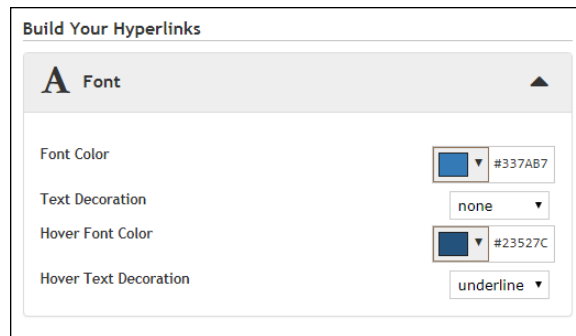 Build Your Hyperlinks
A Font
Font Color #337AB7
Text Decoration none
Hover Font Color #23527C
Hover Text Decoration underline